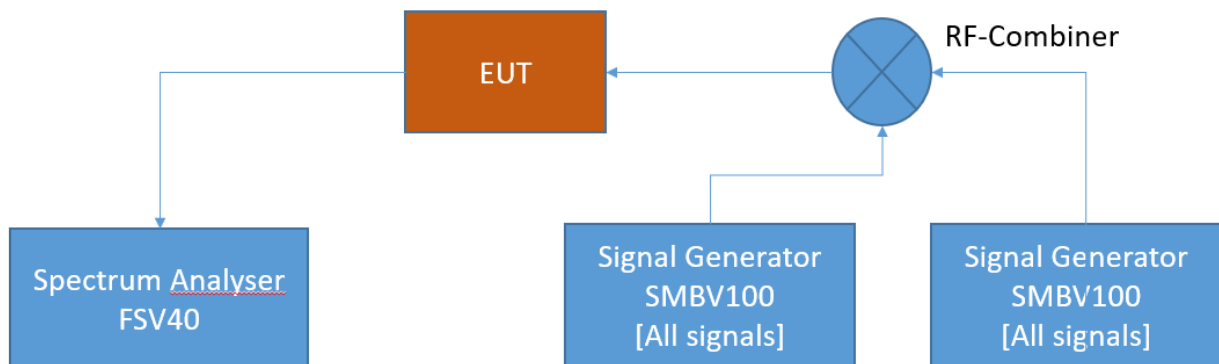 EUT
RF-Combiner
Spectrum Analyser
FSV40
Signal Generator
SMBV100
[All signals]
Signal Generator
SMBV100
[All signals]